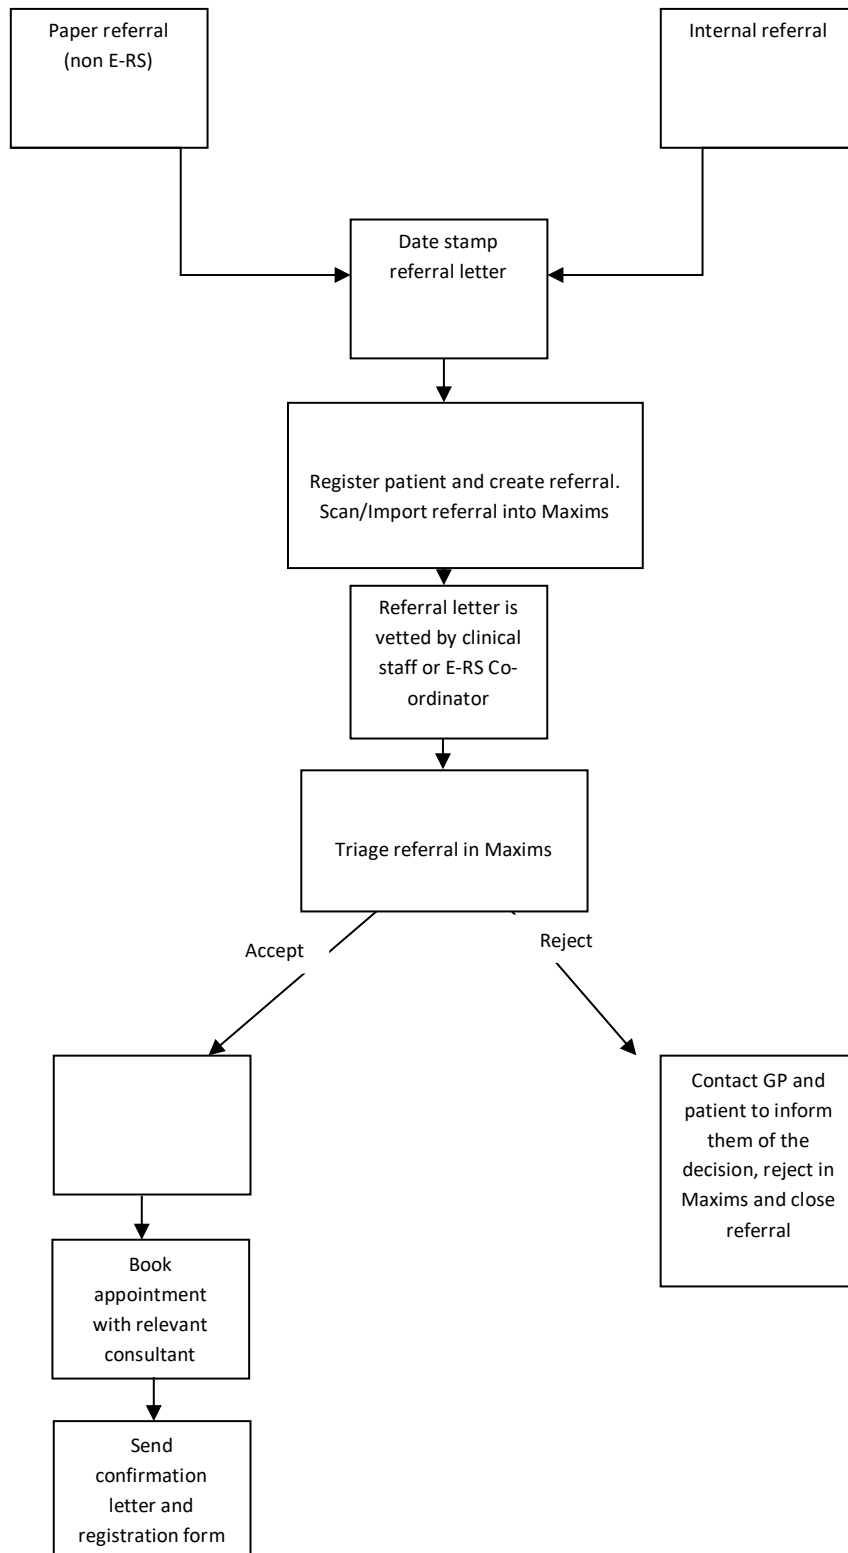 Paper referral
(non E-RS)
Internal referral
Date stamp
referral letter
Register patient and create referral.
Scan/Import referral into Maxims
Referral letter is
vetted by clinical
staff or E-RS Co-
ordinator
Triage referral in Maxims
Accept
Reject
Contact GP and
patient to inform
them of the
decision, reject in
Maxims and close
referral
Book
appointment
with relevant
consultant
Send
confirmation
letter and
registration form